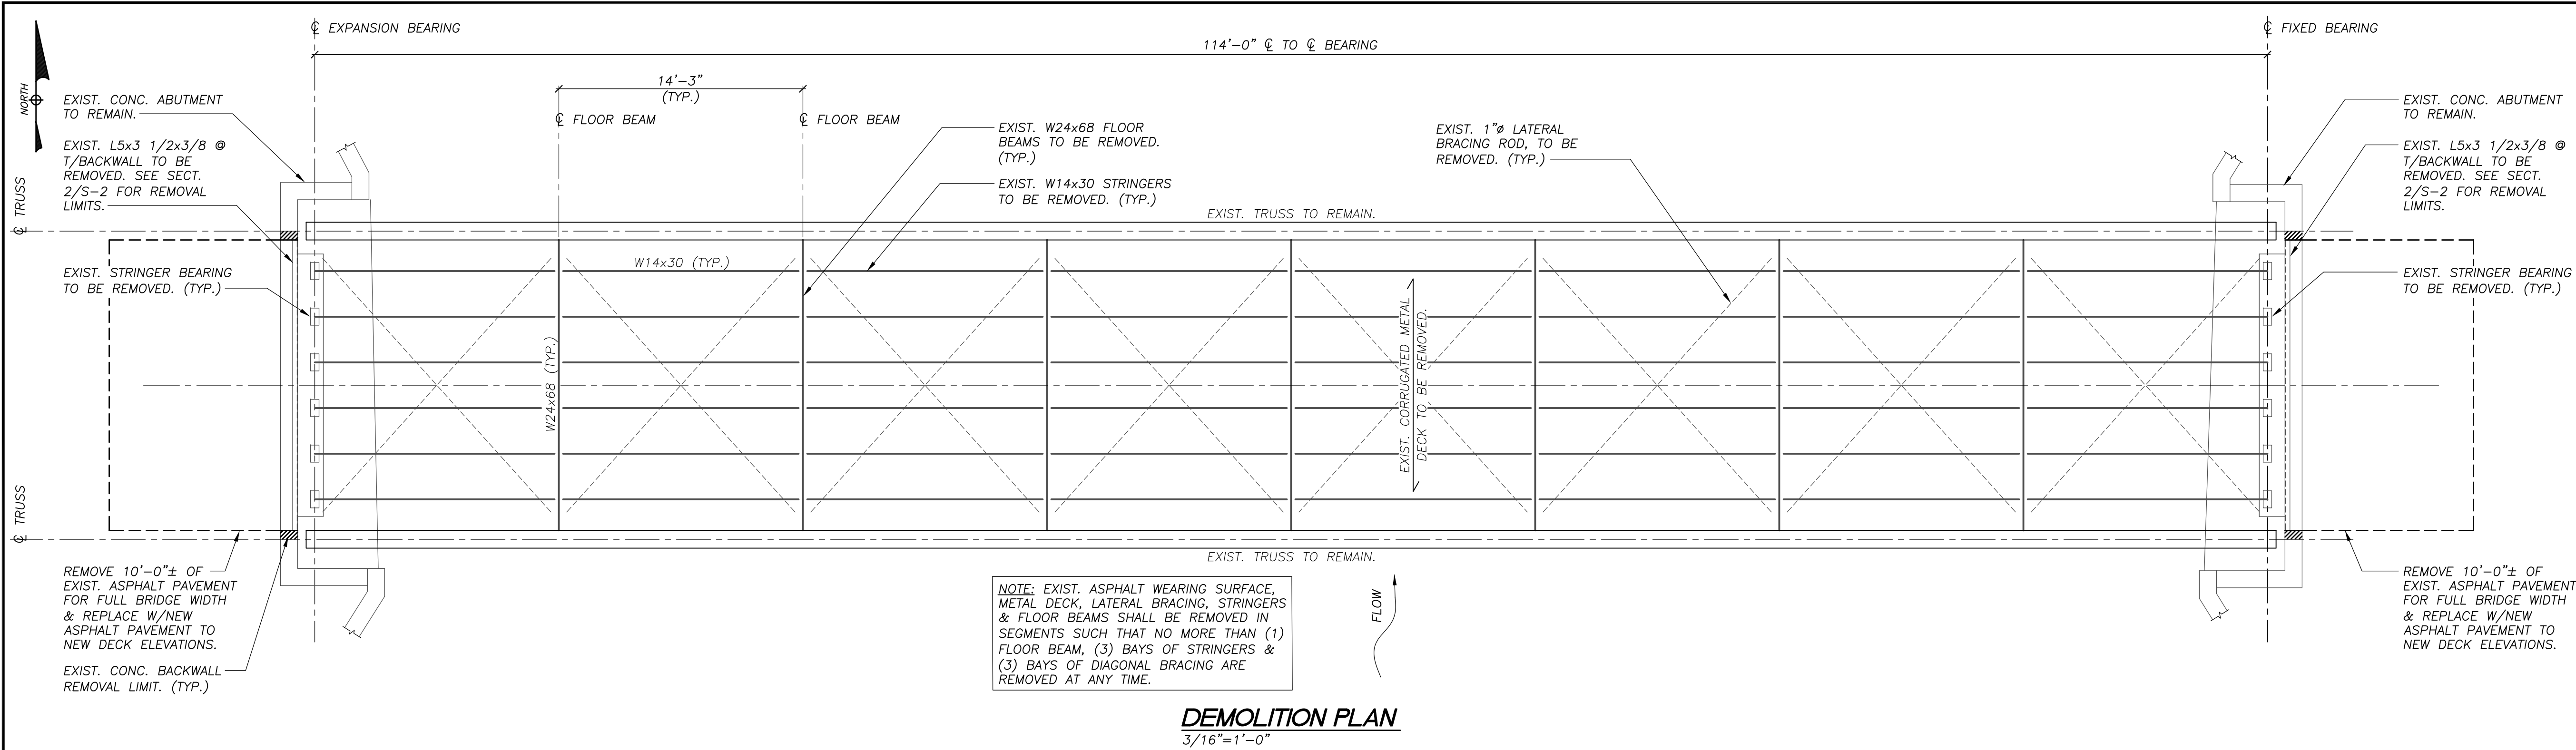 ℄ EXPANSION BEARING
℄ FIXED BEARING
114'-0" ℄ TO ℄ BEARING
NORTH
14'-3"
(TYP.)
℄ FLOOR BEAM
℄ FLOOR BEAM
EXIST. CONC. ABUTMENT
TO REMAIN.
EXIST. L5x3 1/2x3/8 @
T/BACKWALL TO BE
REMOVED. SEE SECT.
2/S-2 FOR REMOVAL
LIMITS.
℄ TRUSS
EXIST. STRINGER BEARING
TO BE REMOVED. (TYP.)
℄ TRUSS
REMOVE 10'-0"± OF
EXIST. ASPHALT PAVEMENT
FOR FULL BRIDGE WIDTH
& REPLACE W/NEW
ASPHALT PAVEMENT TO
NEW DECK ELEVATIONS.
EXIST. CONC. BACKWALL
REMOVAL LIMIT. (TYP.)
EXIST. W24x68 FLOOR
BEAMS TO BE REMOVED.
(TYP.)
EXIST. W14x30 STRINGERS
TO BE REMOVED. (TYP.)
EXIST. 1"ø LATERAL
BRACING ROD, TO BE
REMOVED. (TYP.)
EXIST. TRUSS TO REMAIN.
W14x30 (TYP.)
W24x68 (TYP.)
EXIST. CORRUGATED METAL
DECK TO BE REMOVED.
EXIST. TRUSS TO REMAIN.
EXIST. CONC. ABUTMENT
TO REMAIN.
EXIST. L5x3 1/2x3/8 @
T/BACKWALL TO BE
REMOVED. SEE SECT.
2/S-2 FOR REMOVAL
LIMITS.
EXIST. STRINGER BEARING
TO BE REMOVED. (TYP.)
REMOVE 10'-0"± OF
EXIST. ASPHALT PAVEMENT
FOR FULL BRIDGE WIDTH
& REPLACE W/NEW
ASPHALT PAVEMENT TO
NEW DECK ELEVATIONS.
NOTE: EXIST. ASPHALT WEARING SURFACE,
METAL DECK, LATERAL BRACING, STRINGERS
& FLOOR BEAMS SHALL BE REMOVED IN
SEGMENTS SUCH THAT NO MORE THAN (1)
FLOOR BEAM, (3) BAYS OF STRINGERS &
(3) BAYS OF DIAGONAL BRACING ARE
REMOVED AT ANY TIME.
FLOW
DEMOLITION PLAN
3/16"=1'-0"